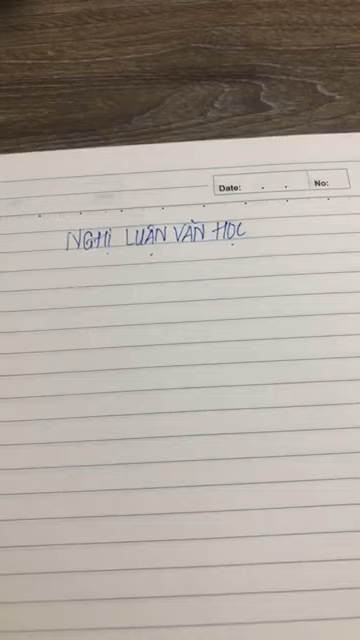 Date: . . No:
NGHỊ LUẬN VĂN HỌC